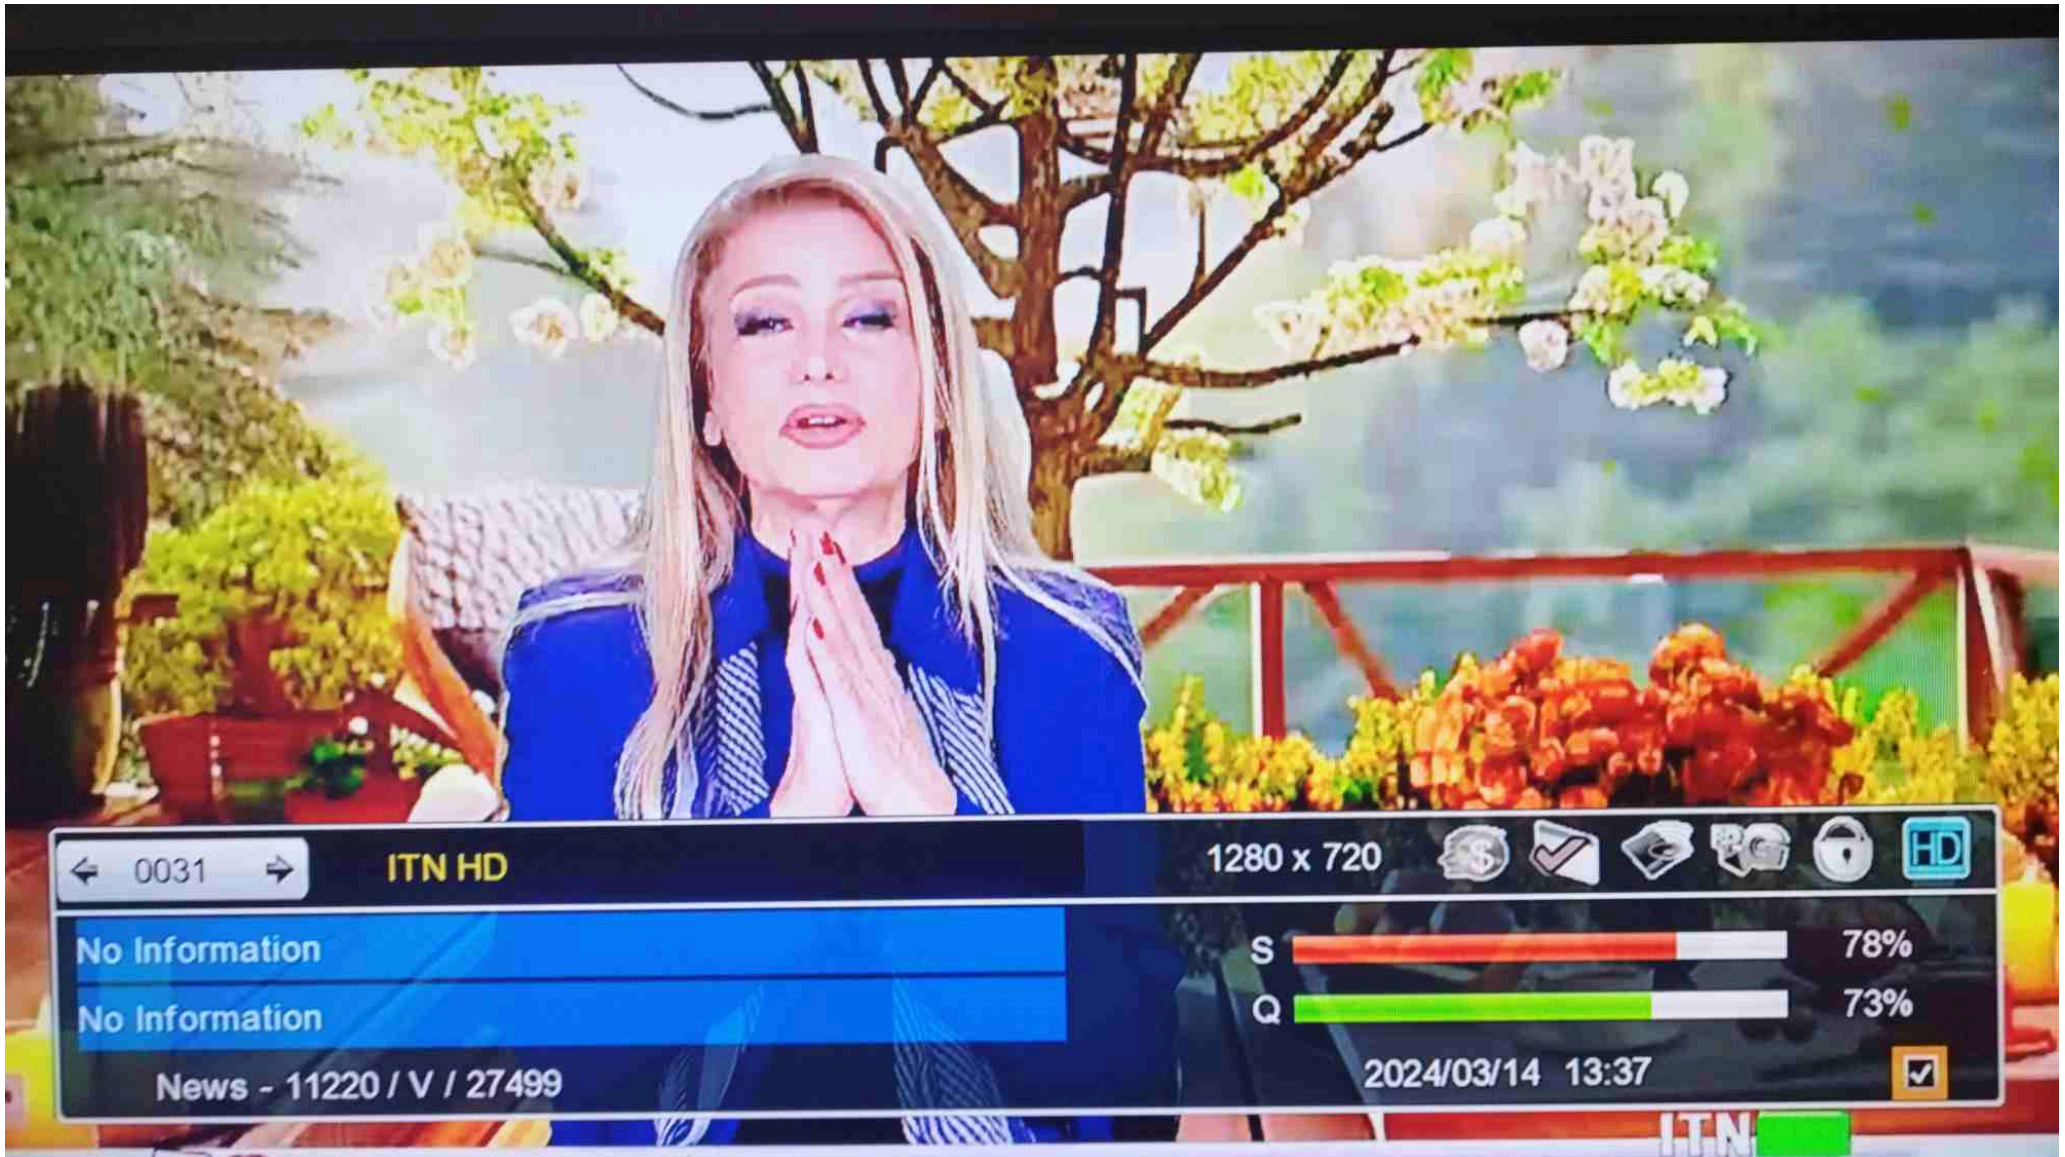 0031
ITN HD
1280 x 720
HD
No Information
S 78%
No Information
Q 73%
News - 11220 / V / 27499
2024/03/14 13:37
ITN